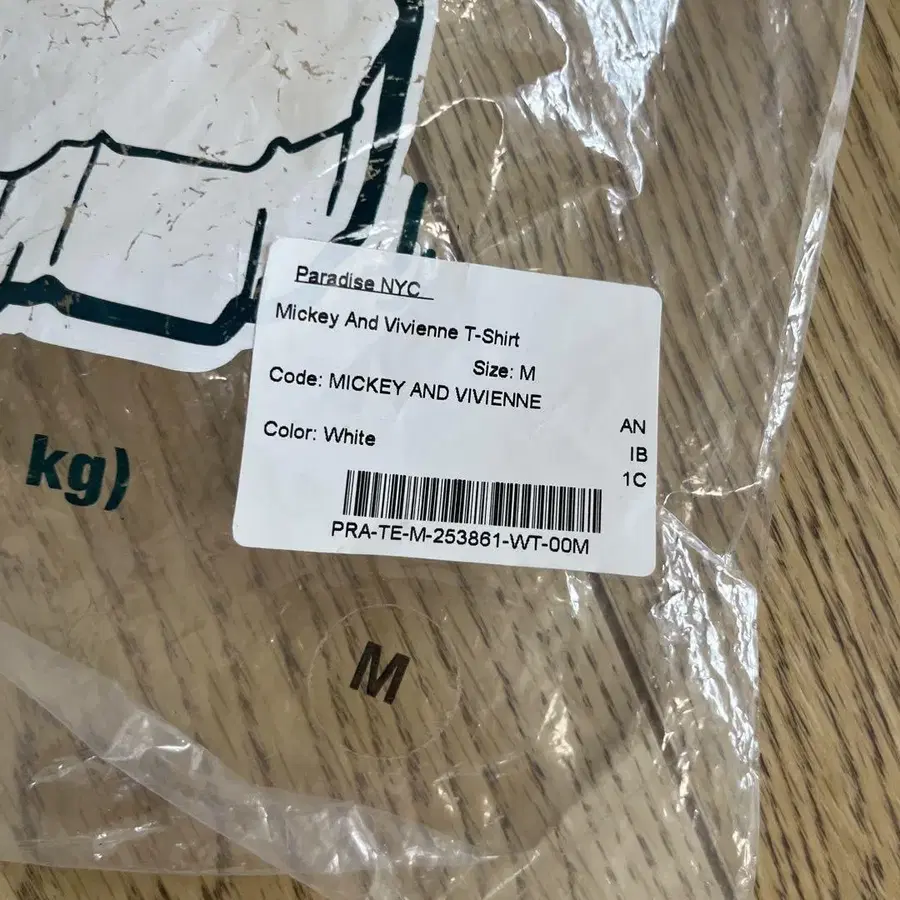 Paradise NYC
Mickey And Vivienne T-Shirt
Size: M
Code: MICKEY AND VIVIENNE
AN
Color: White
IB
1C
PRA-TE-M-253861-WT-00M
kg)
M